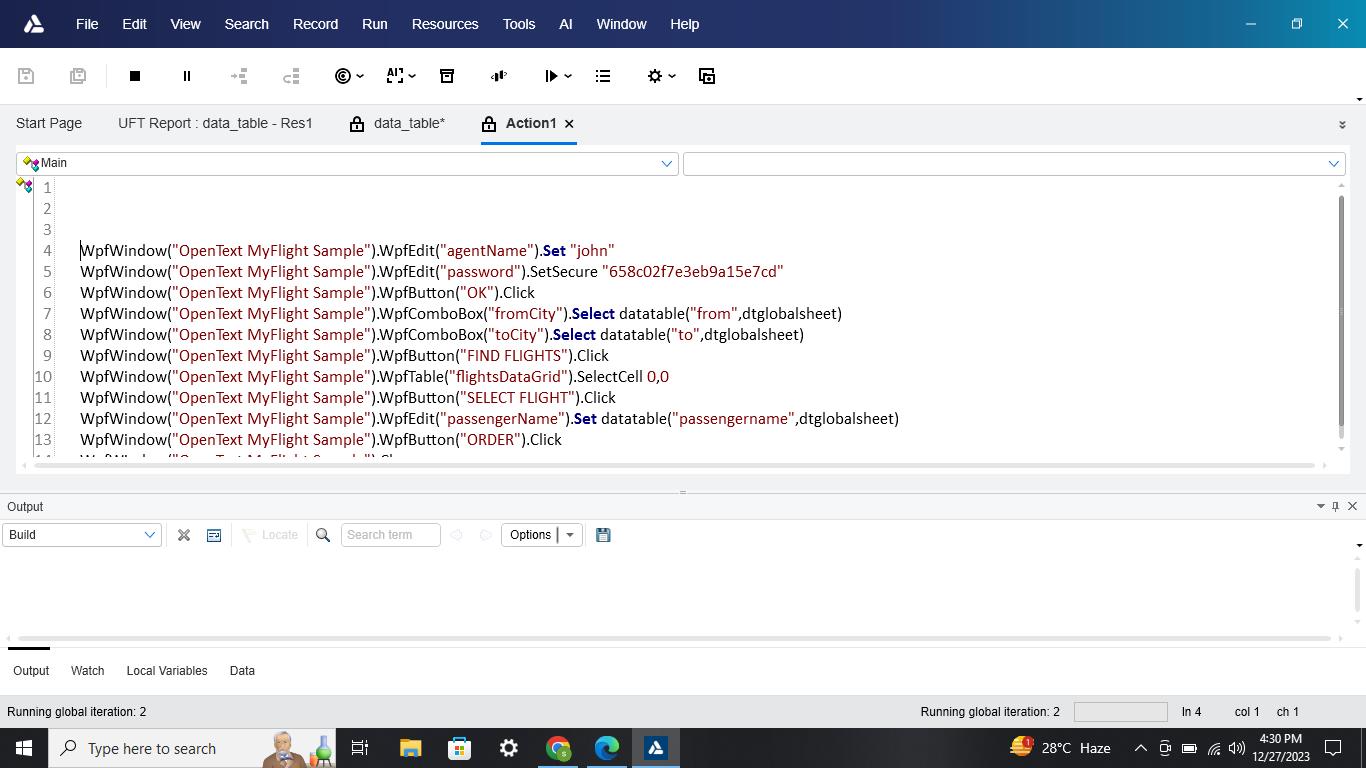 File Edit View Search Record Run Resources Tools AI Window Help
Start Page UFT Report : data_table - Res1 data_table* Action1
Main
1
2
3
4 WpfWindow("OpenText MyFlight Sample").WpfEdit("agentName").Set "john"
5 WpfWindow("OpenText MyFlight Sample").WpfEdit("password").SetSecure "658c02f7e3eb9a15e7cd"
6 WpfWindow("OpenText MyFlight Sample").WpfButton("OK").Click
7 WpfWindow("OpenText MyFlight Sample").WpfComboBox("fromCity").Select datatable("from",dtglobalsheet)
8 WpfWindow("OpenText MyFlight Sample").WpfComboBox("toCity").Select datatable("to",dtglobalsheet)
9 WpfWindow("OpenText MyFlight Sample").WpfButton("FIND FLIGHTS").Click
10 WpfWindow("OpenText MyFlight Sample").WpfTable("flightsDataGrid").SelectCell 0,0
11 WpfWindow("OpenText MyFlight Sample").WpfButton("SELECT FLIGHT").Click
12 WpfWindow("OpenText MyFlight Sample").WpfEdit("passengerName").Set datatable("passengername",dtglobalsheet)
13 WpfWindow("OpenText MyFlight Sample").WpfButton("ORDER").Click
Output
Build Locate Search term Options
Output Watch Local Variables Data
Running global iteration: 2 Running global iteration: 2 ln 4 col 1 ch 1
Type here to search 1 28°C Haze 4:30 PM
12/27/2023